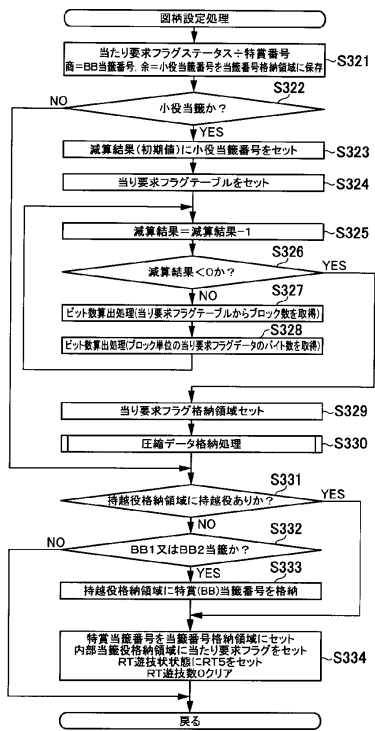 図柄設定処理
当たり要求フラグステータス÷特賞番号
商=BB当籤番号、余=小役当籤番号を当籤番号格納領域に保存
S321
小役当籤か?
S322
NO
YES
減算結果(初期値)に小役当籤番号をセット
S323
当り要求フラグテーブルをセット
S324
減算結果=減算結果-1
S325
減算結果<0か?
S326
YES
NO
S327
ビット数算出処理(当り要求フラグテーブルからブロック数を取得)
S328
ビット数算出処理(ブロック単位の当り要求フラグデータのバイト数を取得)
当り要求フラグ格納領域セット
S329
圧縮データ格納処理
S330
持越役格納領域に持越役ありか?
S331
YES
NO
BB1又はBB2当籤か?
S332
NO
YES
S333
持越役格納領域に特賞(BB)当籤番号を格納
特賞当籤番号を当籤番号格納領域にセット
内部当籤役格納領域に当たり要求フラグをセット
RT遊技状状態にRT5をセット
RT遊技数0クリア
S334
戻る